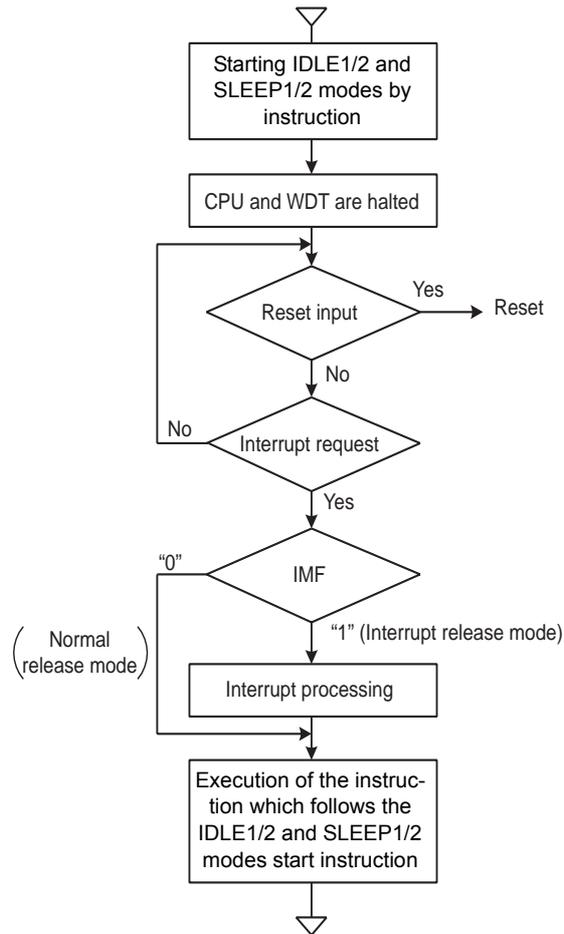 Starting IDLE1/2 and
SLEEP1/2 modes by
instruction
CPU and WDT are halted
Reset input
Yes
Reset
No
Interrupt request
No
Yes
IMF
“0”
Normal
release mode
“1” (Interrupt release mode)
Interrupt processing
Execution of the instruc-
tion which follows the
IDLE1/2 and SLEEP1/2
modes start instruction